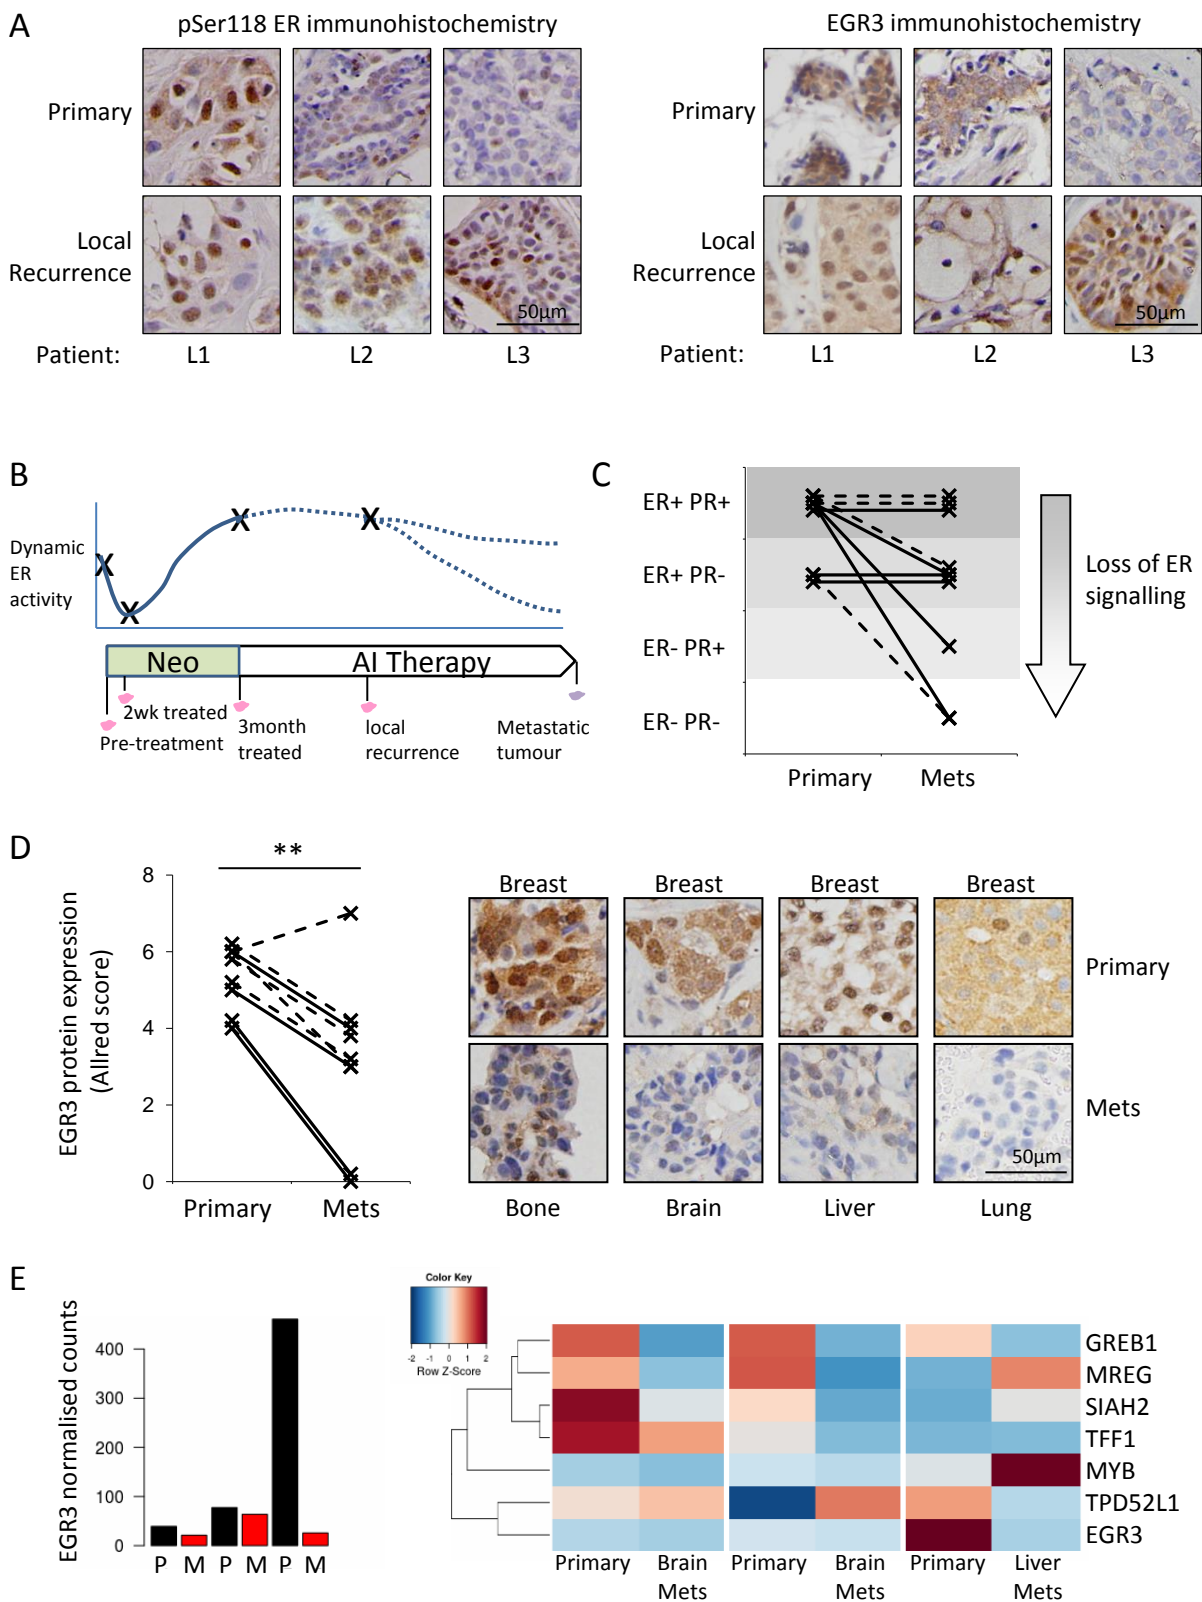 A
pSer118 ER immunohistochemistry
EGR3 immunohistochemistry
Primary
Primary
Local
Recurrence
Local
Recurrence
50µm
50µm
Patient:
L1
L2
L3
Patient:
L1
L2
L3
B
Dynamic
ER
activity
X
X
X
X
Neo
AI Therapy
2wk treated
Pre-treatment
3month
treated
local
recurrence
Metastatic
tumour
C
ER+ PR+
ER+ PR-
ER- PR+
ER- PR-
Primary
Mets
Loss of ER
signalling
D
**
EGR3 protein expression
(Allred score)
8
6
4
2
0
Primary
Mets
Breast
Breast
Breast
Breast
Primary
Mets
50µm
Bone
Brain
Liver
Lung
E
EGR3 normalised counts
400
300
200
100
0
P
M
P
M
P
M
Color Key
-2
-1
0
1
2
Row Z-Score
GREB1
MREG
SIAH2
TFF1
MYB
TPD52L1
EGR3
Primary
Brain
Mets
Primary
Brain
Mets
Primary
Liver
Mets